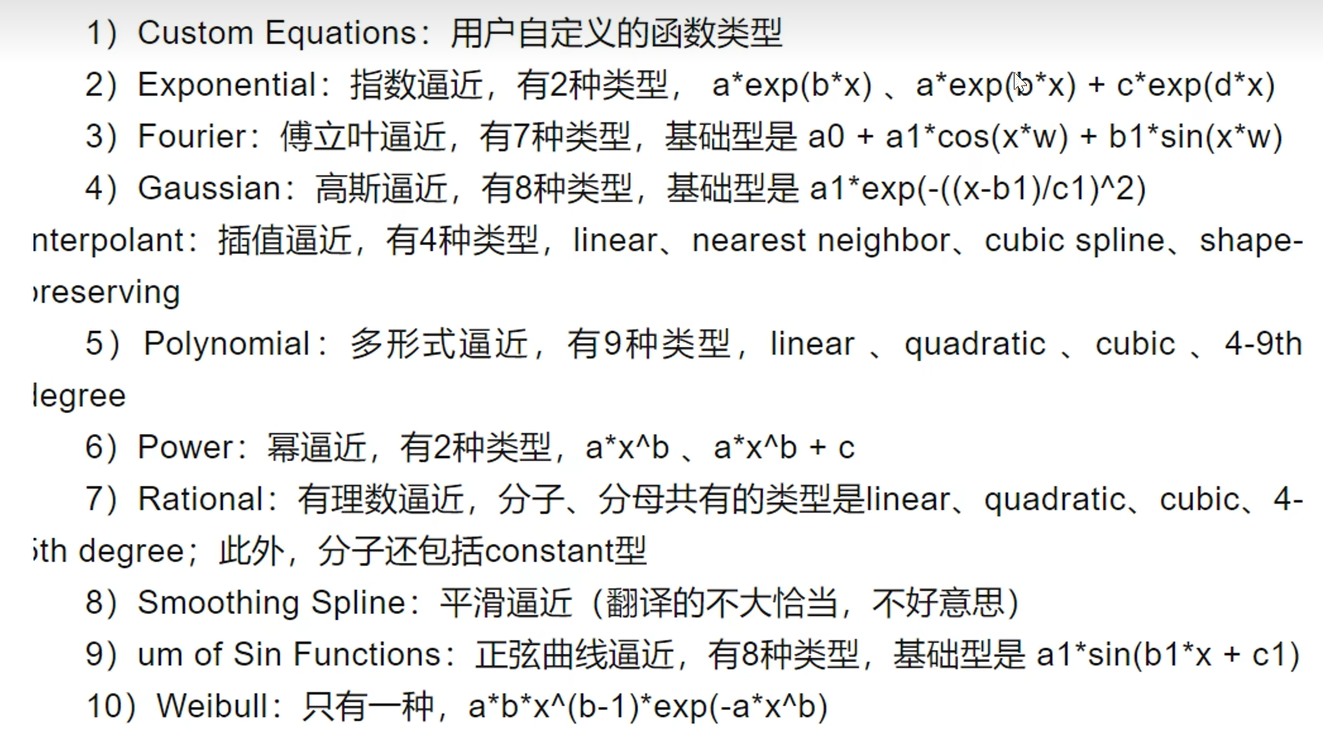 1）Custom Equations：用户自定义的函数类型
2）Exponential：指数逼近，有2种类型， a*exp(b*x) 、a*exp(b*x) + c*exp(d*x)
3）Fourier：傅立叶逼近，有7种类型，基础型是 a0 + a1*cos(x*w) + b1*sin(x*w)
4）Gaussian：高斯逼近，有8种类型，基础型是 a1*exp(-((x-b1)/c1)^2)
nterpolant：插值逼近，有4种类型，linear、nearest neighbor、cubic spline、shape-
preserving
5）Polynomial：多形式逼近，有9种类型，linear 、quadratic 、cubic 、4-9th
degree
6）Power：幂逼近，有2种类型，a*x^b 、a*x^b + c
7）Rational：有理数逼近，分子、分母共有的类型是linear、quadratic、cubic、4-
5th degree；此外，分子还包括constant型
8）Smoothing Spline：平滑逼近（翻译的不大恰当，不好意思）
9）um of Sin Functions：正弦曲线逼近，有8种类型，基础型是 a1*sin(b1*x + c1)
10）Weibull：只有一种，a*b*x^(b-1)*exp(-a*x^b)